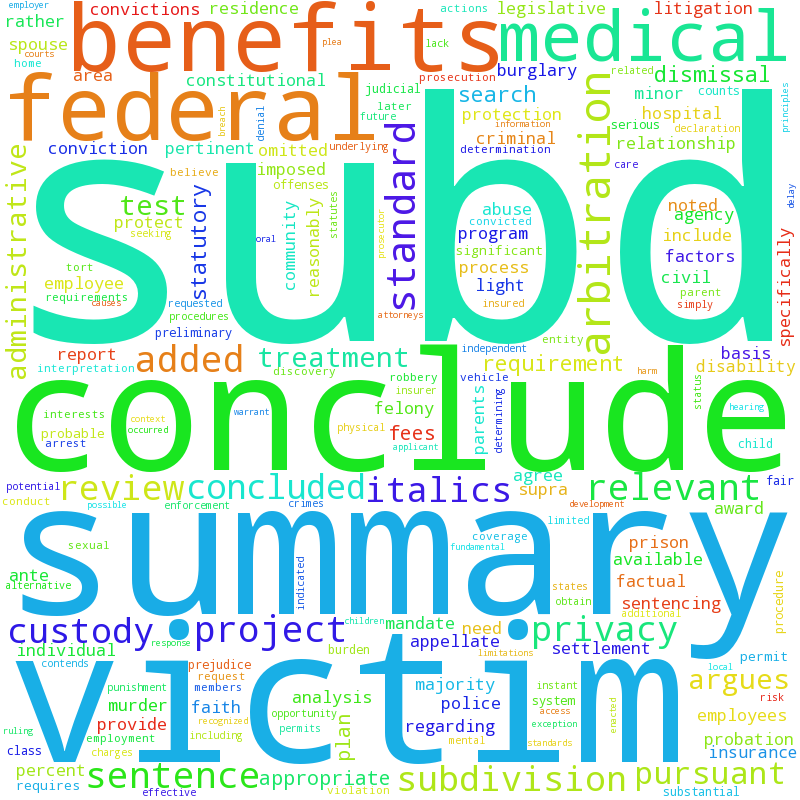 employer
convictions
residence
actions
legislative
litigation
rather
benefits
medical
plea
lack
spouse
courts
home
area
constitutional
federal
prosecution
burglary
related
dismissal
judicial
later
future
search
minor
counts
principles
protection
hospital
breach
denial
information
criminal
serious
declaration
conviction
pertinent
omitted
underlying
determination
relationship
administrative
believe
imposed
offenses
standard
arbitration
care
subd
delay
test
statutory
community
reasonably
statutes
prosecutor
abuse
convicted
program
noted
agency
include
protect
seeking
tort
oral
significant
process
factors
civil
specifically
employee
requirements
causes
requested
procedures
light
insured
parent
simply
attorneys
preliminary
entity
report
interpretation
added
treatment
discovery
independent
requirement
basis
disability
harm
robbery
insurer
vehicle
conclude
status
interests
probable
arrest
context
occurred
warrant
physical
felony
fees
applicant
parents
determining
hearing
child
potential
conduct
review
possible
concluded
enforcement
crimes
italics
agree
supra
development
relevant
award
fair
summary
sexual
ante
alternative
indicated
coverage
fundamental
limited
states
obtain
prison
available
factual
sentencing
additional
procedure
custody
project
response
children
mandate
need
appellate
limitations
privacy
settlement
local
permit
individual
contends
victim
prejudice
request
members
burden
majority
argues
risk
punishment
murder
provide
employment
faith
recognized
including
analysis
opportunity
permits
plan
police
regarding
mental
instant
system
access
exception
standards
enacted
employees
probation
insurance
ruling
class
charges
percent
requires
sentence
effective
appropriate
violation
subdivision
pursuant
substantial